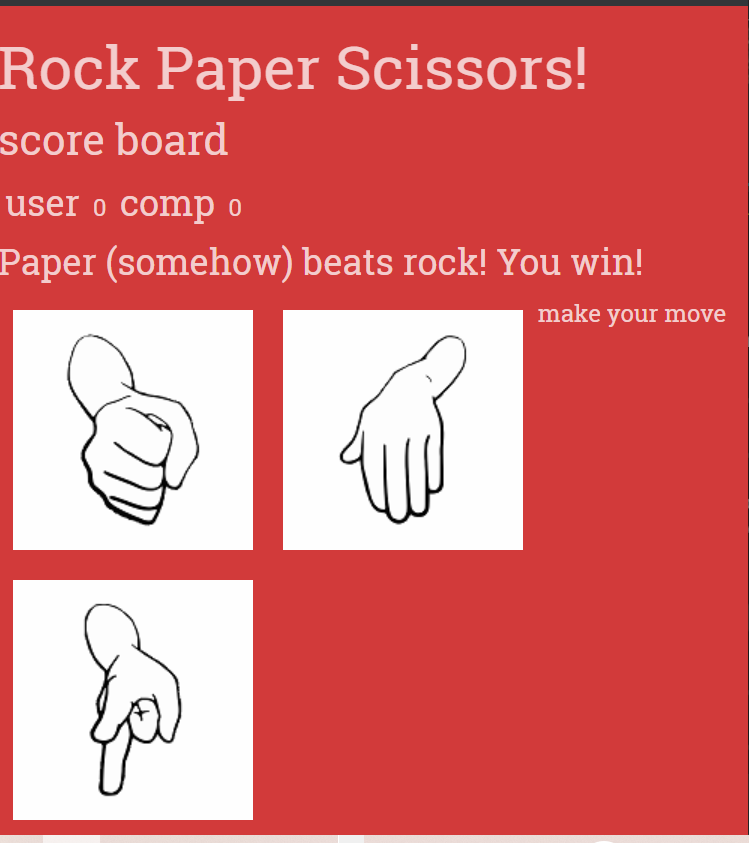 Rock Paper Scissors!
score board
user 0 comp 0
Paper (somehow) beats rock! You win!
make your move